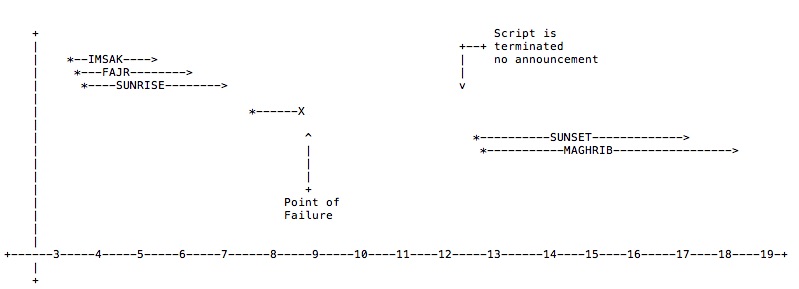 Script is
terminated
no announcement
*--IMSAK---->
*---FAJR-------->
*----SUNRISE-------->
*------X
*----------SUNSET------------->
*-----------MAGHRIB----------------->
Point of
Failure
+------3-----4-----5-----6-----7------8-----9-----10----11----12-----13------14----15----16-----17----18----19-+